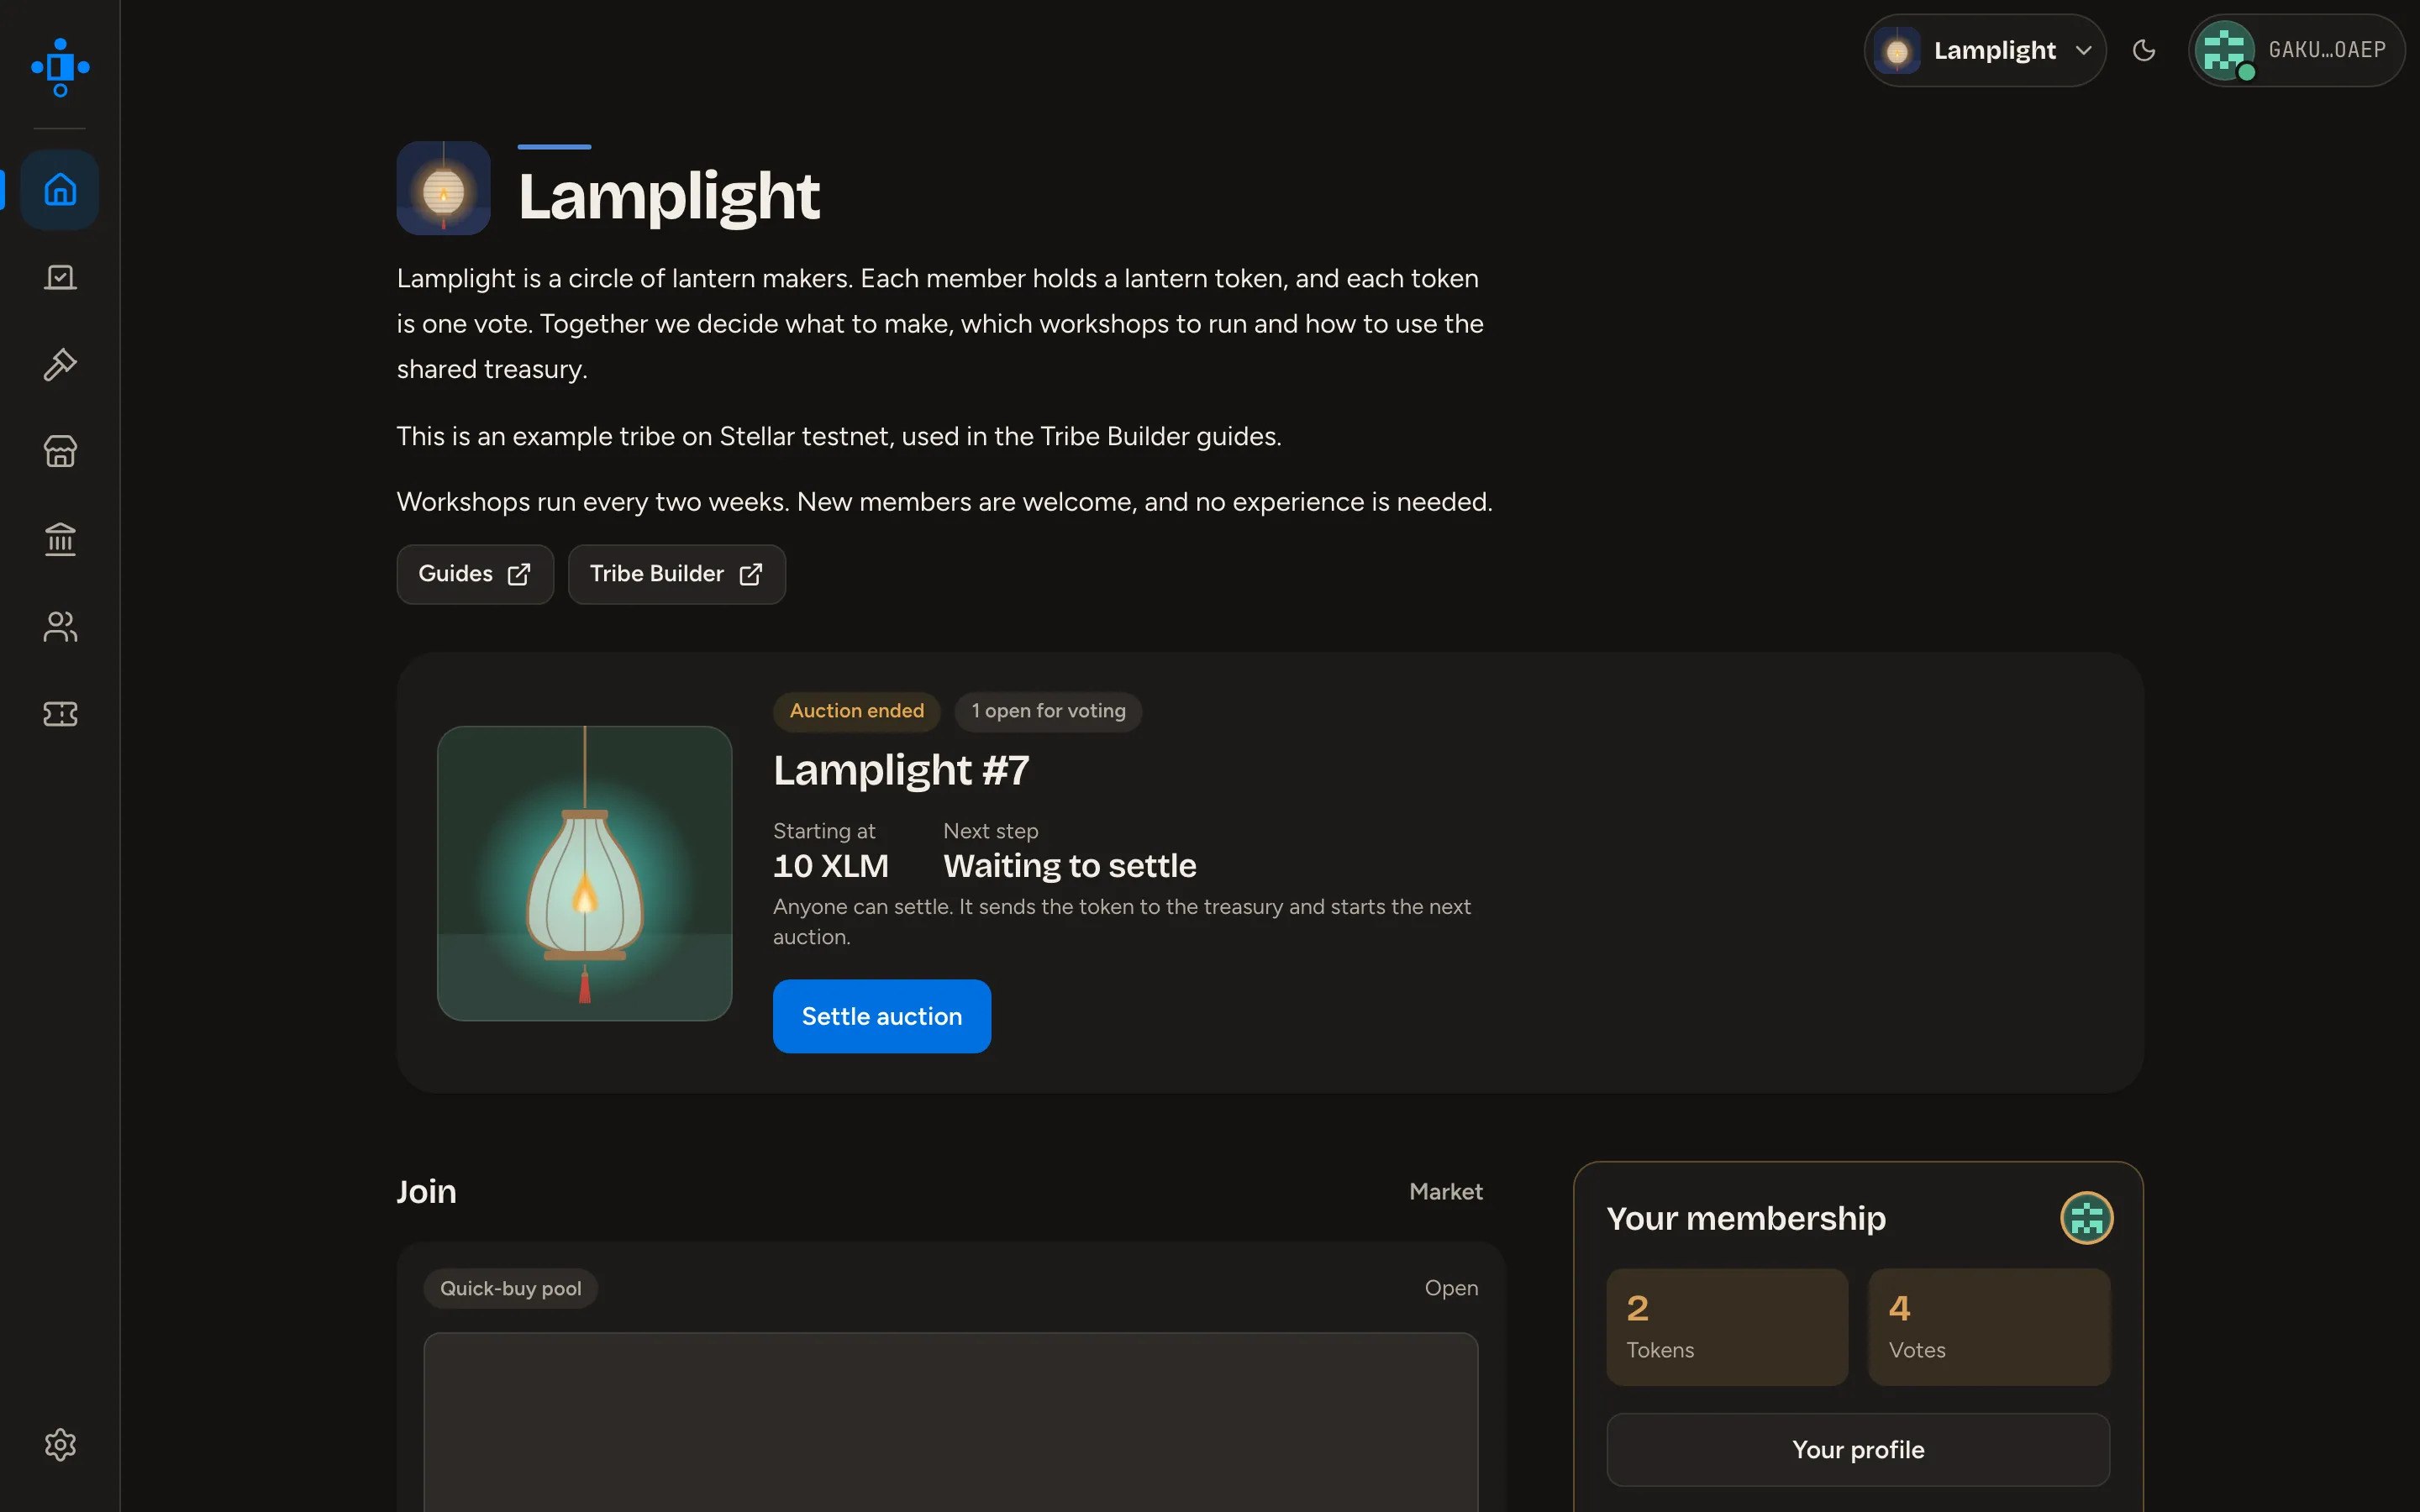 Lamplight
GAKU...OAEP
Lamplight
Lamplight is a circle of lantern makers. Each member holds a lantern token, and each token
is one vote. Together we decide what to make, which workshops to run and how to use the
shared treasury.
This is an example tribe on Stellar testnet, used in the Tribe Builder guides.
Workshops run every two weeks. New members are welcome, and no experience is needed.
Guides
Tribe Builder
Auction ended
1 open for voting
Lamplight #7
Starting at
Next step
10 XLM
Waiting to settle
Anyone can settle. It sends the token to the treasury and starts the next
auction.
Settle auction
Join
Market
Quick-buy pool
Open
Your membership
2
Tokens
4
Votes
Your profile